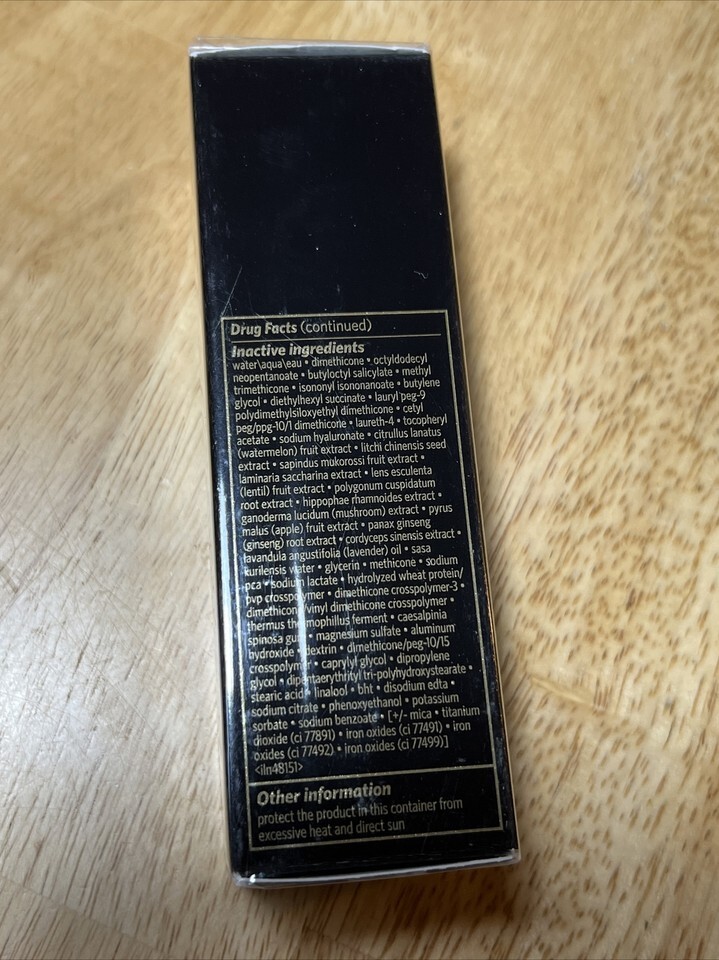 Drug Facts (continued)
Inactive ingredients
water\aqua\eau • dimethicone • octyldodecyl
neopentanoate • butyloctyl salicylate • methyl
trimethicone • isononyl isononanoate • butylene
glycol • diethylhexyl succinate • lauryl peg-9
polydimethylsiloxyethyl dimethicone • cetyl
peg/ppg-10/1 dimethicone • laureth-4 • tocopheryl
acetate • sodium hyaluronate • citrullus lanatus
(watermelon) fruit extract • litchi chinensis seed
extract • sapindus mukorossi fruit extract •
laminaria saccharina extract • lens esculenta
(lentil) fruit extract • polygonum cuspidatum
root extract • hippophae rhamnoides extract •
ganoderma lucidum (mushroom) extract • pyrus
malus (apple) fruit extract • panax ginseng
(ginseng) root extract • cordyceps sinensis extract •
lavandula angustifolia (lavender) oil • sasa
kurilensis water • glycerin • methicone • sodium
pca • sodium lactate • hydrolyzed wheat protein/
pvp crosspolymer • dimethicone crosspolymer-3 •
dimethicone/vinyl dimethicone crosspolymer •
thermus thermophillus ferment • caesalpinia
spinosa gum • magnesium sulfate • aluminum
hydroxide • dextrin • dimethicone/peg-10/15
crosspolymer • caprylyl glycol • dipropylene
glycol • dipentaerythrityl tri-polyhydroxystearate •
stearic acid • linalool • bht • disodium edta •
sodium citrate • phenoxyethanol • potassium
sorbate • sodium benzoate • [+/- mica • titanium
dioxide (ci 77891) • iron oxides (ci 77491) • iron
oxides (ci 77492) • iron oxides (ci 77499)]
<iln48151>
Other information
protect the product in this container from
excessive heat and direct sun